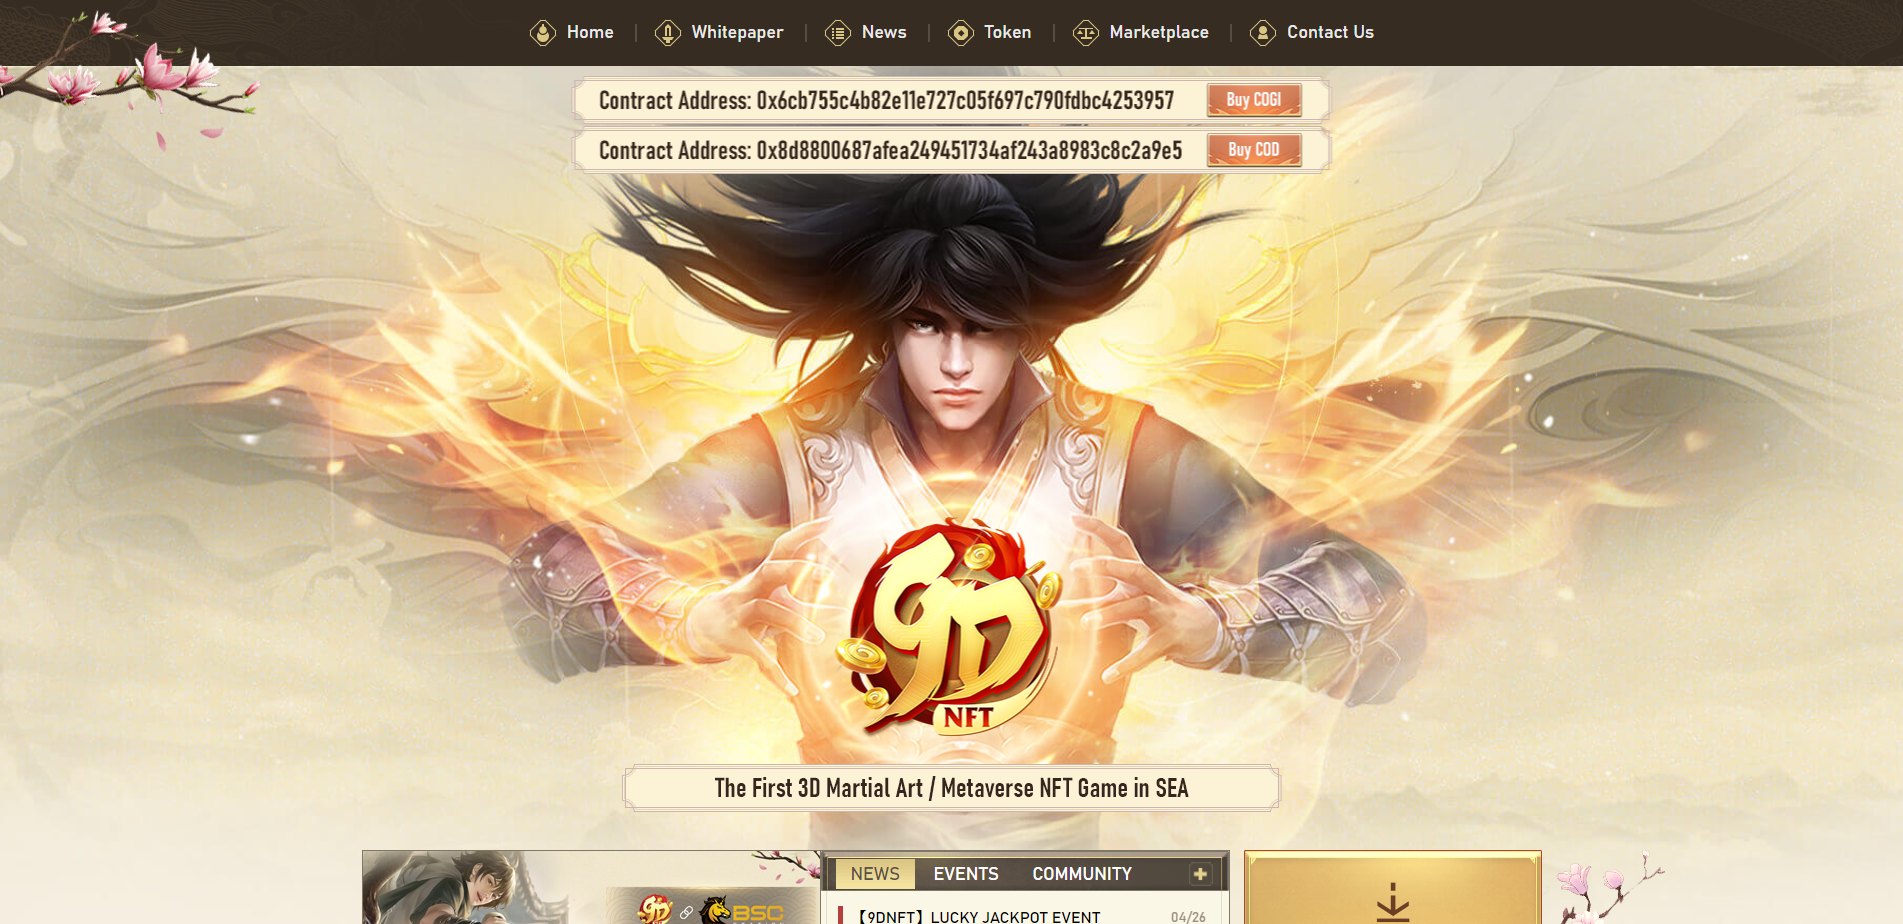 Home
Whitepaper
News
Token
Marketplace
Contact Us
Contract Address: 0x6cb755c4b82e11e727c05f697c790fdbc4253957
Buy COGI
Contract Address: 0x8d8800687afea249451734af243a8983c8c2a9e5
Buy COD
9D
NFT
The First 3D Martial Art / Metaverse NFT Game in SEA
NEWS
EVENTS
COMMUNITY
9D
BSC
【9DNFT】LUCKY JACKPOT EVENT
04/26